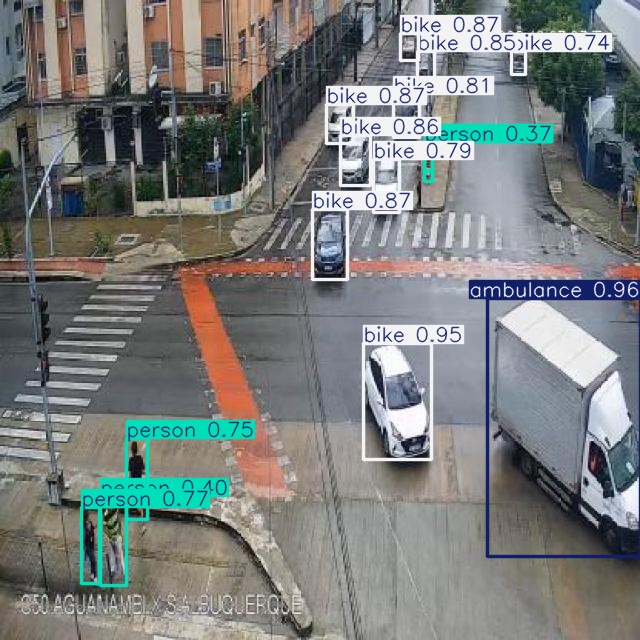 bike 0.87
bike 0.85
bike 0.74
bike 0.81
bike 0.87
bike 0.86
person 0.37
bike 0.79
bike 0.87
ambulance 0.96
bike 0.95
person 0.75
person 0.40
person 0.77
AGUANAMBI X S.ALBUQUERQUE